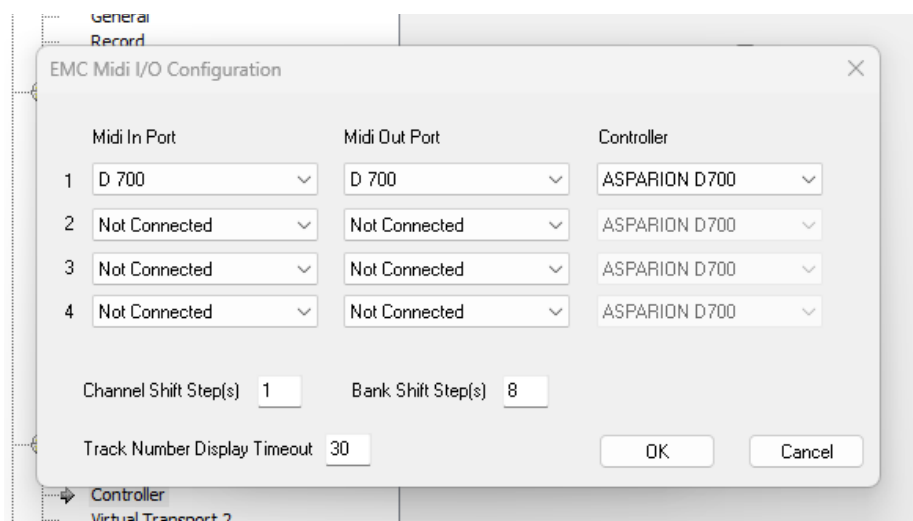 General
Record
EMC Midi I/O Configuration
Midi In Port Midi Out Port Controller
1 D 700 D 700 ASPARION D700
2 Not Connected Not Connected ASPARION D700
3 Not Connected Not Connected ASPARION D700
4 Not Connected Not Connected ASPARION D700
Channel Shift Step(s) 1 Bank Shift Step(s) 8
Track Number Display Timeout 30 OK Cancel
Controller
Virtual Transport 2